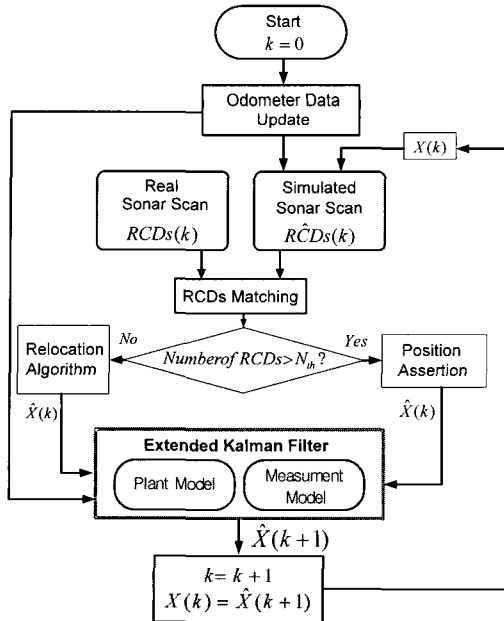 Start
k = 0
Odometer Data
Update
X(k)
Real
Sonar Scan
RCDs(k)
Simulated
Sonar Scan
RĈDs(k)
RCDs Matching
No
Numberof RCDs>N_th?
Yes
Relocation
Algorithm
Position
Assertion
X̂(k)
X̂(k)
Extended Kalman Filter
Plant Model
Measument
Model
X̂(k+1)
k= k+1
X(k) = X̂(k+1)